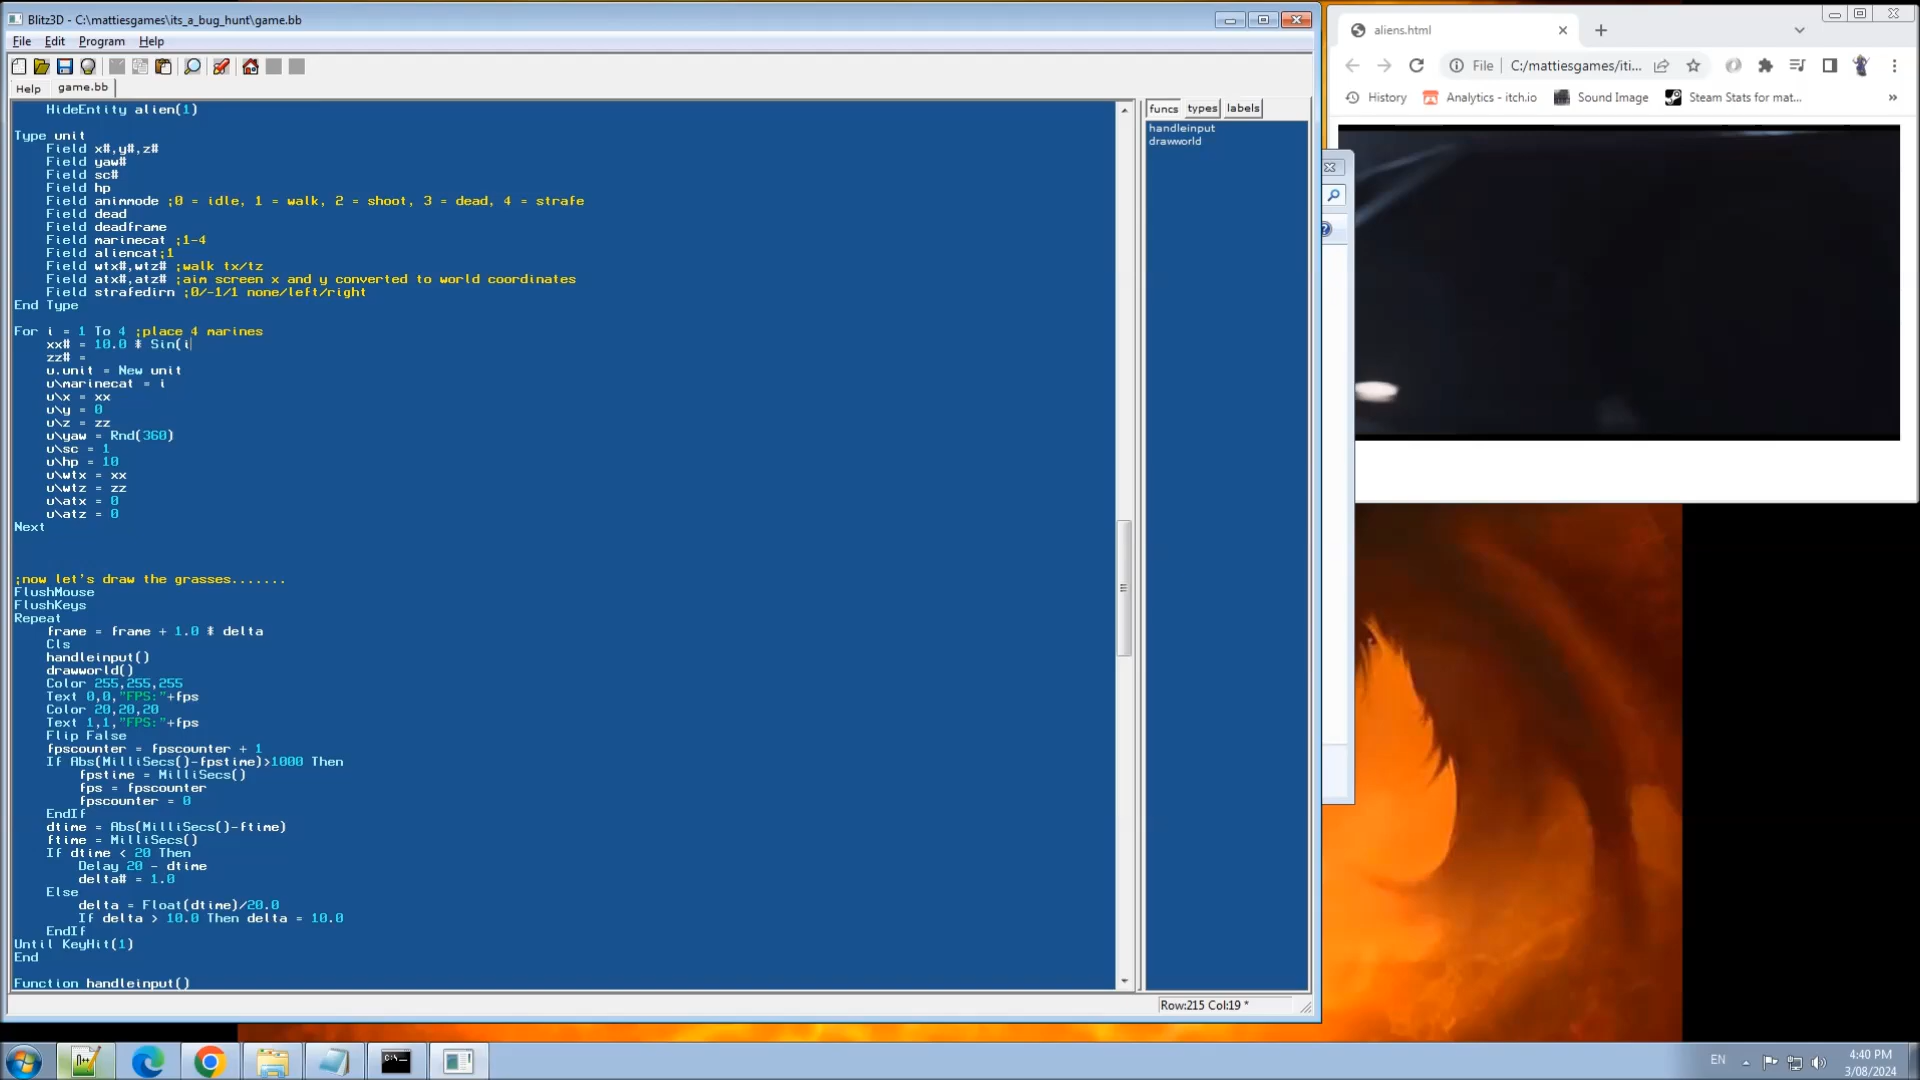 Blitz3D - C:\mattiesgames\its_a_bug_hunt\game.bb
File Edit Program Help
Help game.bb
HideEntity alien(1)
Type unit
Field x#,y#,z#
Field yaw#
Field sc#
Field hp
Field animmode ;0 = idle, 1 = walk, 2 = shoot, 3 = dead, 4 = strafe
Field dead
Field deadframe
Field marinecat ;1-4
Field aliencat;1
Field wtx#,wtz# ;walk tx/tz
Field atx#,atz# ;aim screen x and y converted to world coordinates
Field strafedirn ;0/-1/1 none/left/right
End Type
For i = 1 To 4 ;place 4 marines
xx# = 10.0 * Sin(i
zz# =
u.unit = New unit
u\marinecat = i
u\x = xx
u\y = 0
u\z = zz
u\yaw = Rnd(360)
u\sc = 1
u\hp = 10
u\wtx = xx
u\wtz = zz
u\atx = 0
u\atz = 0
Next
;now let's draw the grasses.......
FlushMouse
FlushKeys
Repeat
frame = frame + 1.0 * delta
Cls
handleinput()
drawworld()
Color 255,255,255
Text 0,0,"FPS:"+fps
Color 20,20,20
Text 1,1,"FPS:"+fps
Flip False
fpscounter = fpscounter + 1
If Abs(MilliSecs()-fpstime)>1000 Then
fpstime = MilliSecs()
fps = fpscounter
fpscounter = 0
EndIf
dtime = Abs(MilliSecs()-ftime)
ftime = MilliSecs()
If dtime < 20 Then
Delay 20 - dtime
delta# = 1.0
Else
delta = Float(dtime)/20.0
If delta > 10.0 Then delta = 10.0
EndIf
Until KeyHit(1)
End
Function handleinput()
funcs types labels
handleinput
drawworld
Row:215 Col:19 *
aliens.html
File C:/mattiesgames/iti...
History Analytics - itch.io Sound Image Steam Stats for mat... »
EN
4:40 PM
3/08/2024